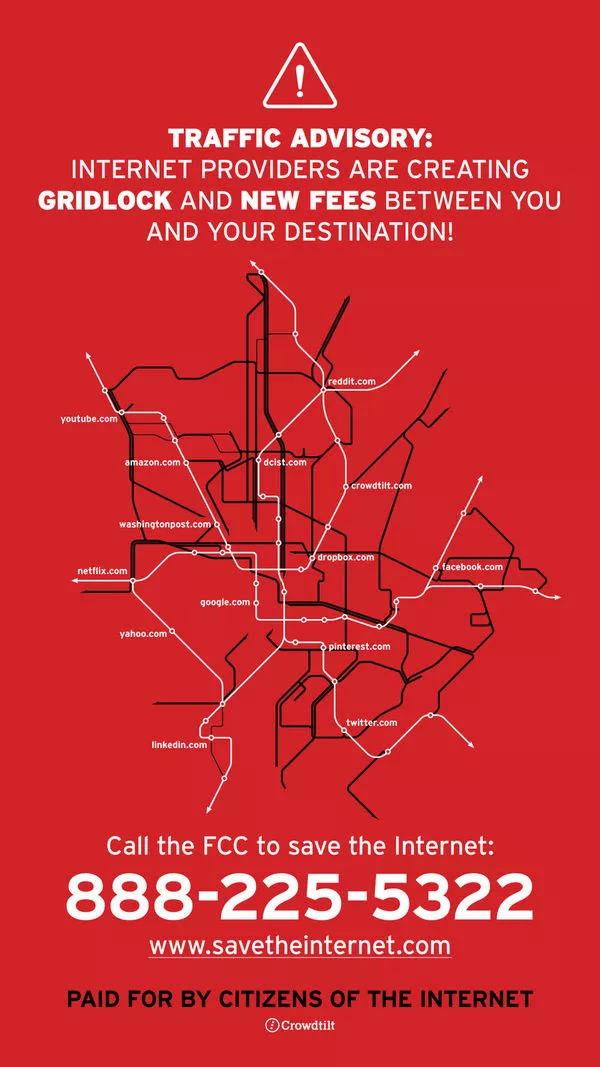 TRAFFIC ADVISORY:
INTERNET PROVIDERS ARE CREATING
GRIDLOCK AND NEW FEES BETWEEN YOU
AND YOUR DESTINATION!
reddit.com
youtube.com
amazon.com
dcist.com
crowdtilt.com
washingtonpost.com
dropbox.com
netflix.com
facebook.com
google.com
yahoo.com
pinterest.com
twitter.com
linkedin.com
Call the FCC to save the Internet:
888-225-5322
www.savetheinternet.com
PAID FOR BY CITIZENS OF THE INTERNET
Crowdtilt